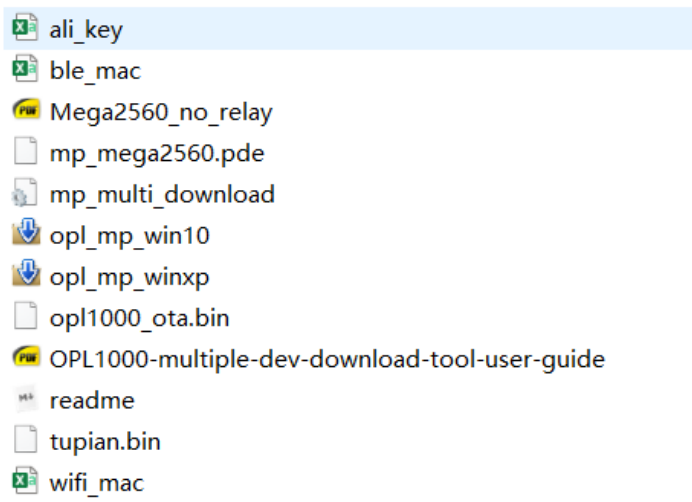 ali_key
ble_mac
Mega2560_no_relay
mp_mega2560.pde
mp_multi_download
opl_mp_win10
opl_mp_winxp
opl1000_ota.bin
OPL1000-multiple-dev-download-tool-user-guide
readme
tupian.bin
wifi_mac